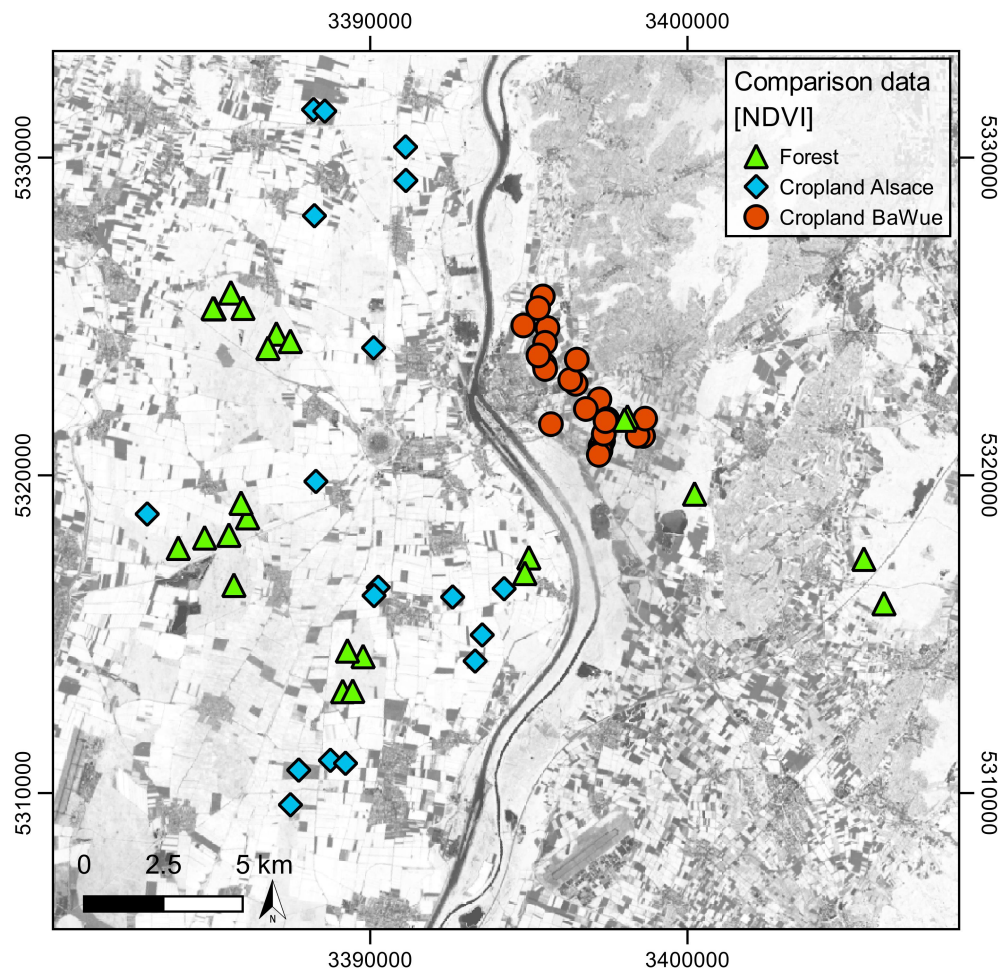 3390000 3400000
Comparison data
[NDVI]
Forest
Cropland Alsace
Cropland BaWue
5330000 5330000
5320000 5320000
5310000 5310000
0 2.5 5 km
N
3390000 3400000